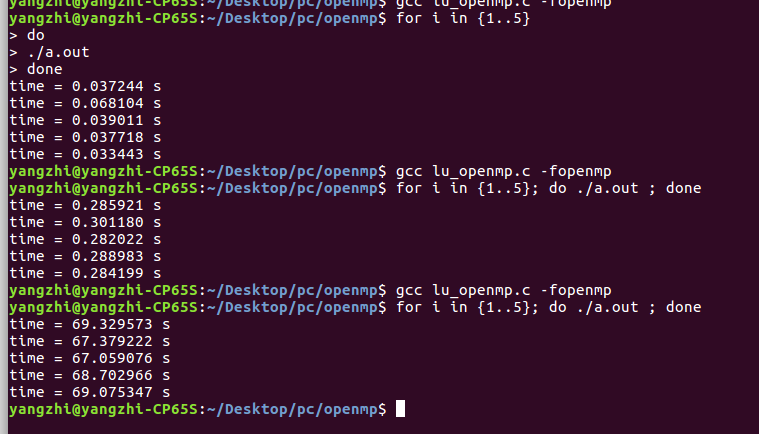 yangzhi@yangzhi-CP65S:~/Desktop/pc/openmp$ gcc lu_openmp.c -fopenmp
yangzhi@yangzhi-CP65S:~/Desktop/pc/openmp$ for i in {1..5}
> do
> ./a.out
> done
time = 0.037244 s
time = 0.068104 s
time = 0.039011 s
time = 0.037718 s
time = 0.033443 s
yangzhi@yangzhi-CP65S:~/Desktop/pc/openmp$ gcc lu_openmp.c -fopenmp
yangzhi@yangzhi-CP65S:~/Desktop/pc/openmp$ for i in {1..5}; do ./a.out ; done
time = 0.285921 s
time = 0.301180 s
time = 0.282022 s
time = 0.288983 s
time = 0.284199 s
yangzhi@yangzhi-CP65S:~/Desktop/pc/openmp$ gcc lu_openmp.c -fopenmp
yangzhi@yangzhi-CP65S:~/Desktop/pc/openmp$ for i in {1..5}; do ./a.out ; done
time = 69.329573 s
time = 67.379222 s
time = 67.059076 s
time = 68.702966 s
time = 69.075347 s
yangzhi@yangzhi-CP65S:~/Desktop/pc/openmp$